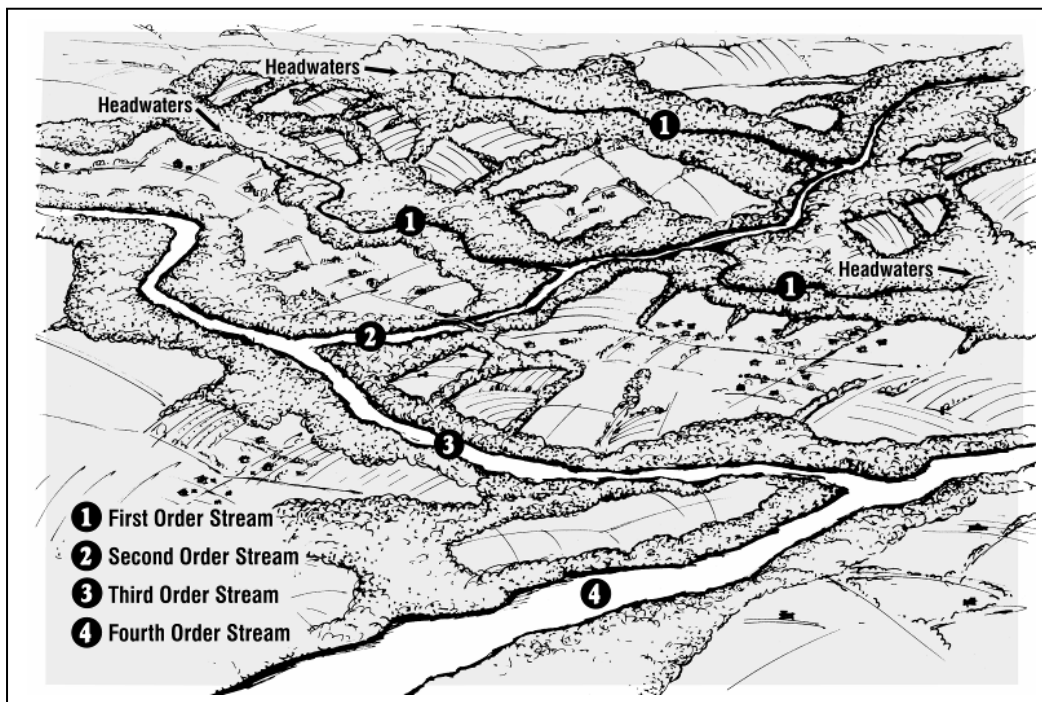 Headwaters
Headwaters
1
1
Headwaters
1
2
3
1 First Order Stream
2 Second Order Stream
3 Third Order Stream
4 Fourth Order Stream
4